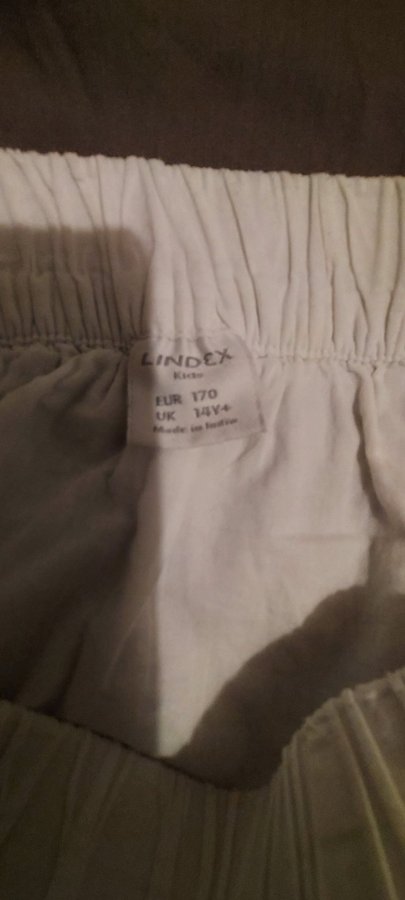 LINDEX
Kids
EUR 170
UK 14Y+
Made in India